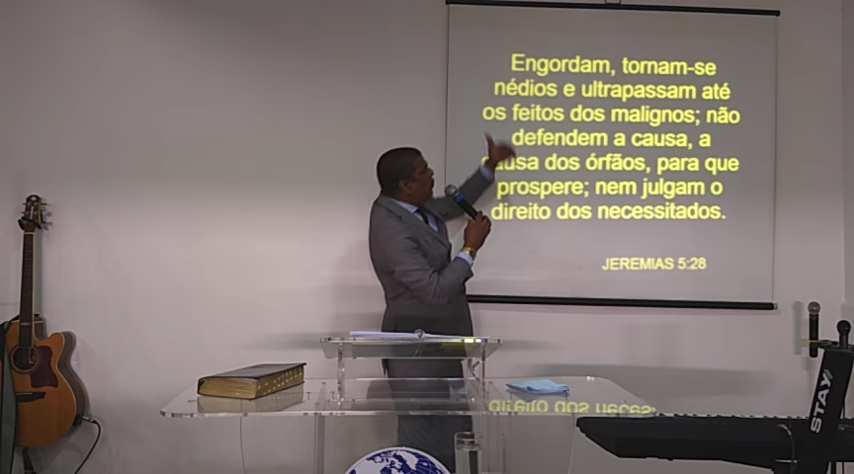 Engordam, tornam-se
nédios e ultrapassam até
os feitos dos malignos; não
defendem a causa, a
causa dos órfãos, para que
prospere; nem julgam o
direito dos necessitados.
JEREMIAS 5:28
STAY